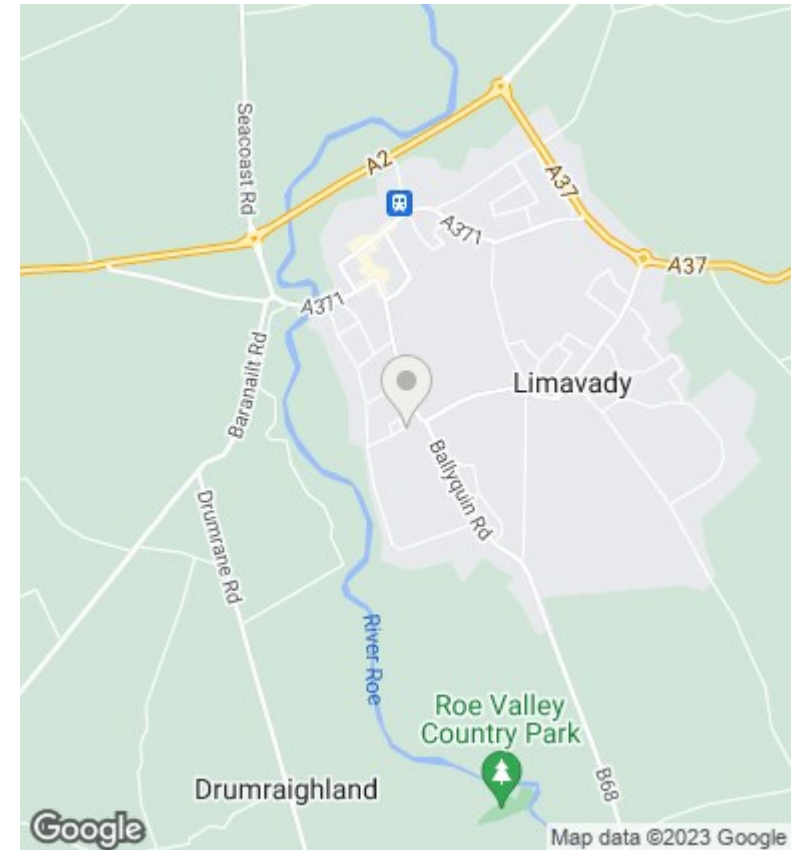 Seacoast Rd
A2
A37
A371
A37
A371
Baranailt Rd
Limavady
Ballyquin Rd
Drumrane Rd
River Roe
Roe Valley
Country Park
Drumraighland
B68
Google
Map data ©2023 Google